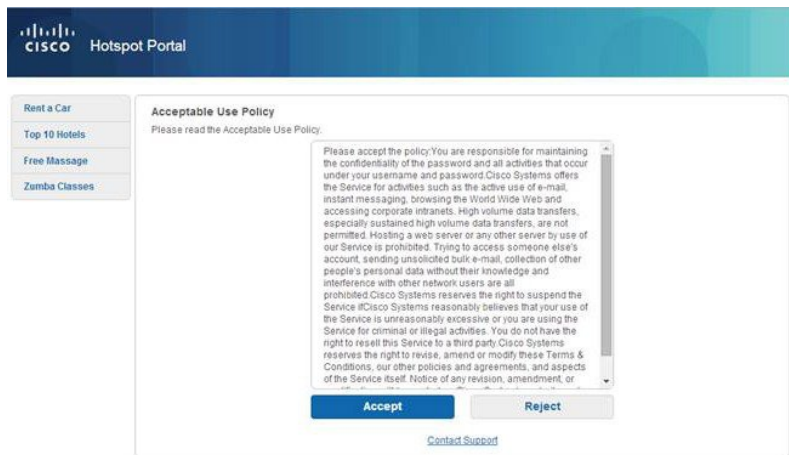 CISCO Hotspot Portal
Rent a Car
Top 10 Hotels
Free Massage
Zumba Classes
Acceptable Use Policy
Please read the Acceptable Use Policy.
Please accept the policy:You are responsible for maintaining
the confidentiality of the password and all activities that occur
under your username and password.Cisco Systems offers
the Service for activities such as the active use of e-mail,
instant messaging, browsing the World Wide Web and
accessing corporate intranets. High volume data transfers,
especially sustained high volume data transfers, are not
permitted. Hosting a web server or any other server by use of
our Service is prohibited. Trying to access someone else's
account, sending unsolicited bulk e-mail, collection of other
people's personal data without their knowledge and
interference with other network users are all
prohibited.Cisco Systems reserves the right to suspend the
Service ifCisco Systems reasonably believes that your use of
the Service is unreasonably excessive or you are using the
Service for criminal or illegal activities. You do not have the
right to resell this Service to a third party.Cisco Systems
reserves the right to revise, amend or modify these Terms &
Conditions, our other policies and agreements, and aspects
of the Service itself. Notice of any revision, amendment, or
Accept
Reject
Contact Support